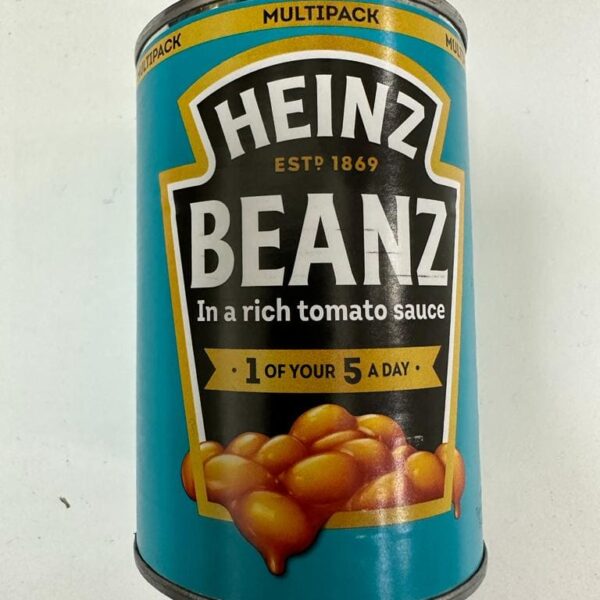 MULTIPACK MULTIPACK
HEINZ
ESTD 1869
BEANZ
In a rich tomato sauce
· 1 OF YOUR 5 A DAY ·